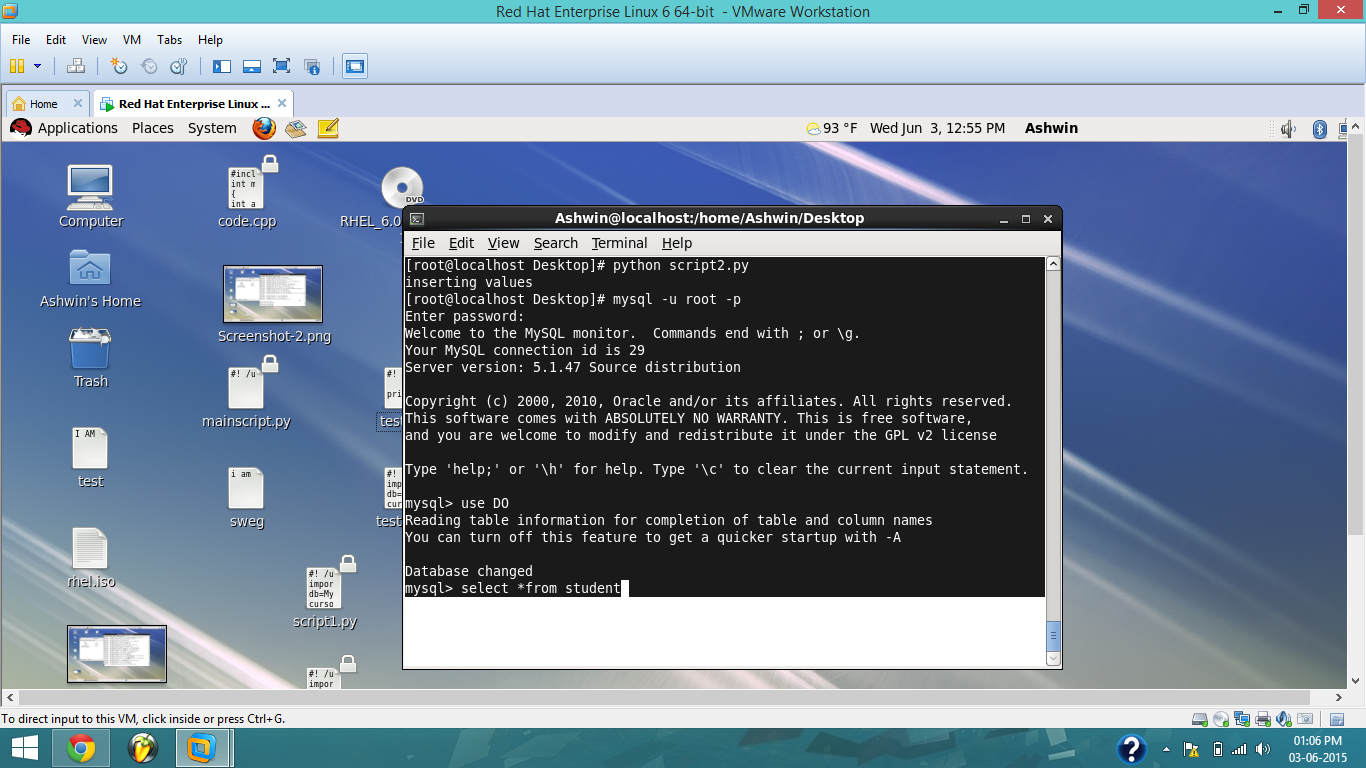 Red Hat Enterprise Linux 6 64-bit - VMware Workstation
File Edit View VM Tabs Help
Home
Red Hat Enterprise Linux ...
Applications Places System
93 °F Wed Jun 3, 12:55 PM Ashwin
#incl
int m
{
int a
DVD
Computer
code.cpp
RHEL_6.0
Ashwin's Home
Screenshot-2.png
Trash
#! /u
mainscript.py
#!
pri
test
I AM
test
i am
sweg
#!
imp
db=
cur
test
rhel.iso
#! /u
impor
db=My
curso
script1.py
#! /u
impor
Ashwin@localhost:/home/Ashwin/Desktop
File Edit View Search Terminal Help
[root@localhost Desktop]# python script2.py
inserting values
[root@localhost Desktop]# mysql -u root -p
Enter password:
Welcome to the MySQL monitor.  Commands end with ; or \g.
Your MySQL connection id is 29
Server version: 5.1.47 Source distribution
Copyright (c) 2000, 2010, Oracle and/or its affiliates. All rights reserved.
This software comes with ABSOLUTELY NO WARRANTY. This is free software,
and you are welcome to modify and redistribute it under the GPL v2 license
Type 'help;' or '\h' for help. Type '\c' to clear the current input statement.
mysql> use DO
Reading table information for completion of table and column names
You can turn off this feature to get a quicker startup with -A
Database changed
mysql> select *from student
To direct input to this VM, click inside or press Ctrl+G.
01:06 PM
03-06-2015